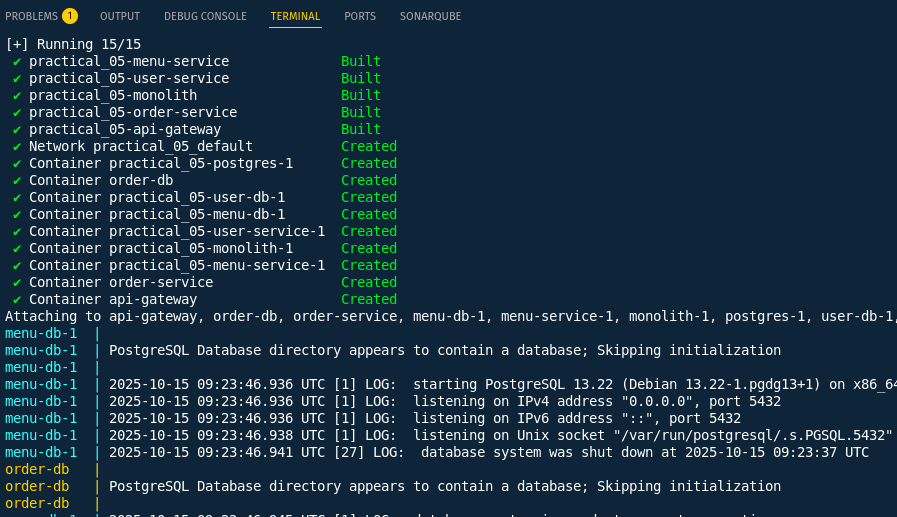 PROBLEMS 1 OUTPUT DEBUG CONSOLE TERMINAL PORTS SONARQUBE
[+] Running 15/15
✔ practical_05-menu-service Built
✔ practical_05-user-service Built
✔ practical_05-monolith Built
✔ practical_05-order-service Built
✔ practical_05-api-gateway Built
✔ Network practical_05_default Created
✔ Container practical_05-postgres-1 Created
✔ Container order-db Created
✔ Container practical_05-user-db-1 Created
✔ Container practical_05-menu-db-1 Created
✔ Container practical_05-user-service-1 Created
✔ Container practical_05-monolith-1 Created
✔ Container practical_05-menu-service-1 Created
✔ Container order-service Created
✔ Container api-gateway Created
Attaching to api-gateway, order-db, order-service, menu-db-1, menu-service-1, monolith-1, postgres-1, user-db-1,
menu-db-1 |
menu-db-1 | PostgreSQL Database directory appears to contain a database; Skipping initialization
menu-db-1 |
menu-db-1 | 2025-10-15 09:23:46.936 UTC [1] LOG: starting PostgreSQL 13.22 (Debian 13.22-1.pgdg13+1) on x86_64
menu-db-1 | 2025-10-15 09:23:46.936 UTC [1] LOG: listening on IPv4 address "0.0.0.0", port 5432
menu-db-1 | 2025-10-15 09:23:46.936 UTC [1] LOG: listening on IPv6 address "::", port 5432
menu-db-1 | 2025-10-15 09:23:46.938 UTC [1] LOG: listening on Unix socket "/var/run/postgresql/.s.PGSQL.5432"
menu-db-1 | 2025-10-15 09:23:46.941 UTC [27] LOG: database system was shut down at 2025-10-15 09:23:37 UTC
order-db |
order-db | PostgreSQL Database directory appears to contain a database; Skipping initialization
order-db |